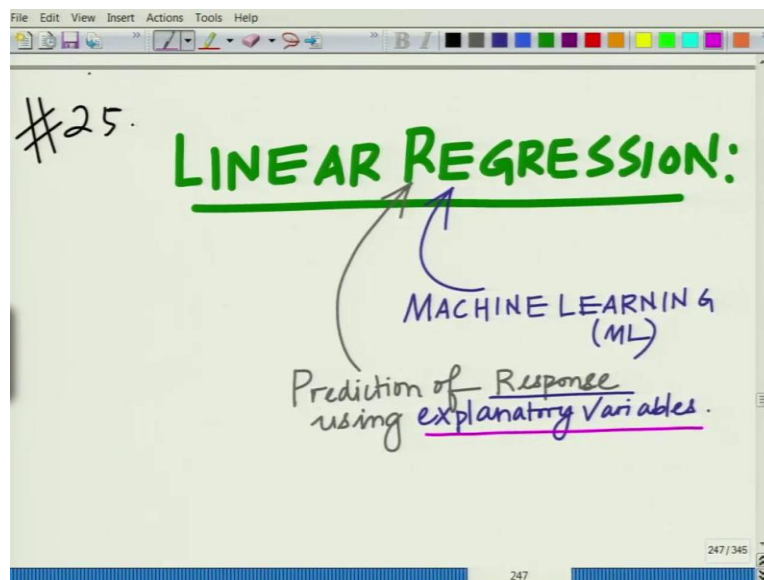 File Edit View Insert Actions Tools Help
B I
#25.
LINEAR REGRESSION:
MACHINE LEARNING
(ML)
Prediction of Response
using explanatory Variables.
247/345
247